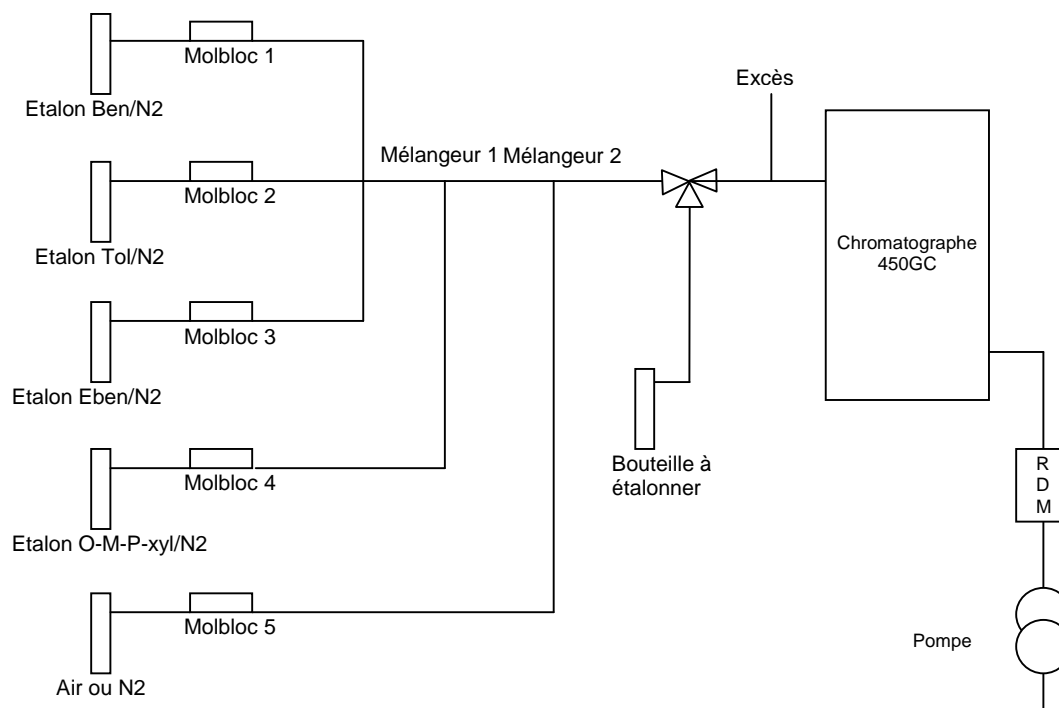 Molbloc 1
Etalon Ben/N2
Excès
Mélangeur 1 Mélangeur 2
Molbloc 2
Etalon Tol/N2
Chromatographe
450GC
Molbloc 3
Etalon Eben/N2
Bouteille à
étalonner
Molbloc 4
Etalon O-M-P-xyl/N2
R
D
M
Molbloc 5
Air ou N2
Pompe